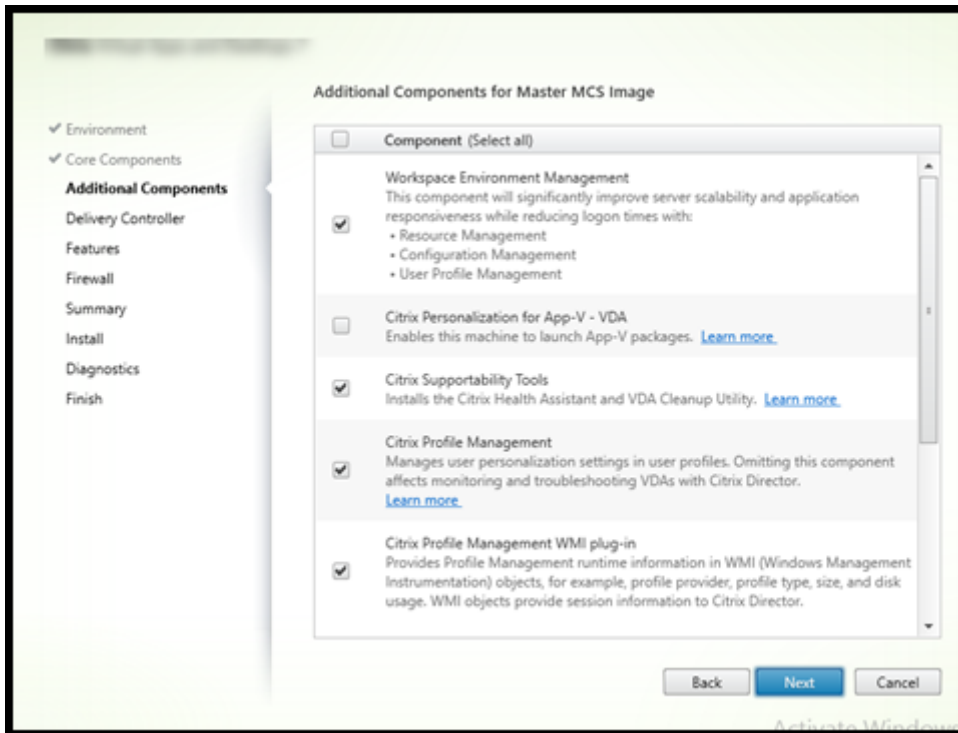 Additional Components for Master MCS Image
✔ Environment
✔ Core Components
Additional Components
Delivery Controller
Features
Firewall
Summary
Install
Diagnostics
Finish
Component (Select all)
Workspace Environment Management
This component will significantly improve server scalability and application
responsiveness while reducing logon times with:
• Resource Management
• Configuration Management
• User Profile Management
Citrix Personalization for App-V - VDA
Enables this machine to launch App-V packages. Learn more
Citrix Supportability Tools
Installs the Citrix Health Assistant and VDA Cleanup Utility. Learn more
Citrix Profile Management
Manages user personalization settings in user profiles. Omitting this component
affects monitoring and troubleshooting VDAs with Citrix Director.
Learn more
Citrix Profile Management WMI plug-in
Provides Profile Management runtime information in WMI (Windows Management
Instrumentation) objects, for example, profile provider, profile type, size, and disk
usage. WMI objects provide session information to Citrix Director.
Back Next Cancel
Activate Windows